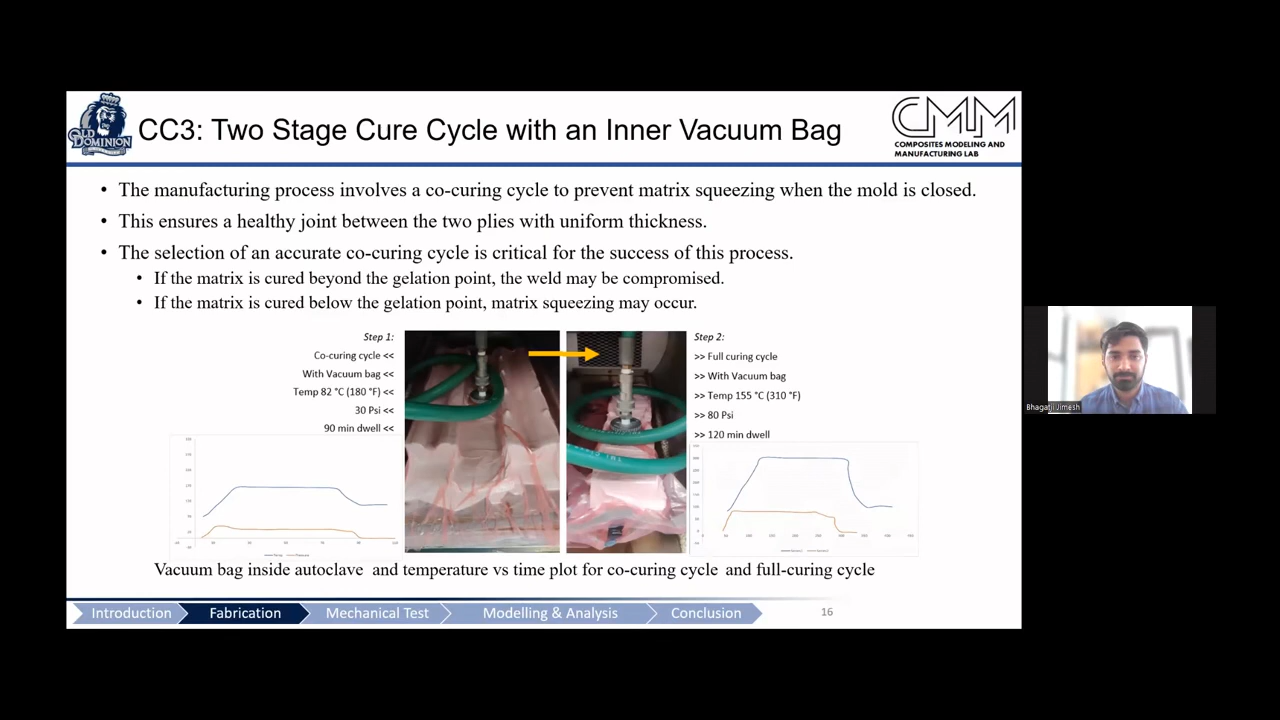 OLD DOMINION
CC3: Two Stage Cure Cycle with an Inner Vacuum Bag
CMM
COMPOSITES MODELING AND
MANUFACTURING LAB
• The manufacturing process involves a co-curing cycle to prevent matrix squeezing when the mold is closed.
• This ensures a healthy joint between the two plies with uniform thickness.
• The selection of an accurate co-curing cycle is critical for the success of this process.
• If the matrix is cured beyond the gelation point, the weld may be compromised.
• If the matrix is cured below the gelation point, matrix squeezing may occur.
Step 1:
Co-curing cycle <<
With Vacuum bag <<
Temp 82 °C (180 °F) <<
30 Psi <<
90 min dwell <<
Step 2:
>> Full curing cycle
>> With Vacuum bag
>> Temp 155 °C (310 °F)
>> 80 Psi
>> 120 min dwell
Vacuum bag inside autoclave and temperature vs time plot for co-curing cycle and full-curing cycle
Introduction Fabrication Mechanical Test Modelling & Analysis Conclusion 16
Bhagatji Jimesh